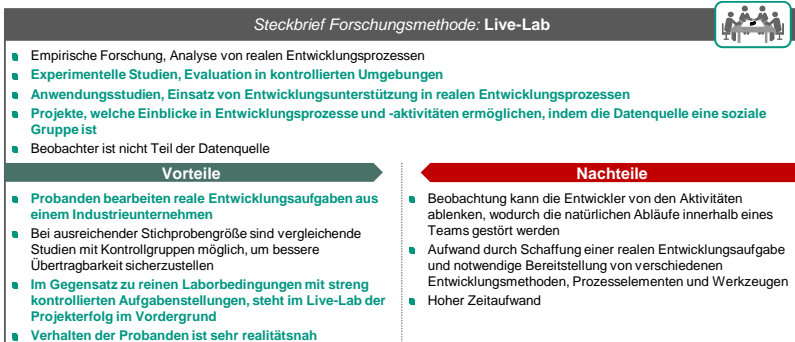 Steckbrief Forschungsmethode: Live-Lab
Empirische Forschung, Analyse von realen Entwicklungsprozessen
Experimentelle Studien, Evaluation in kontrollierten Umgebungen
Anwendungsstudien, Einsatz von Entwicklungsunterstützung in realen Entwicklungsprozessen
Projekte, welche Einblicke in Entwicklungsprozesse und -aktivitäten ermöglichen, indem die Datenquelle eine soziale
Gruppe ist
Beobachter ist nicht Teil der Datenquelle
Vorteile
Probanden bearbeiten reale Entwicklungsaufgaben aus
einem Industrieunternehmen
Bei ausreichender Stichprobengröße sind vergleichende
Studien mit Kontrollgruppen möglich, um bessere
Übertragbarkeit sicherzustellen
Im Gegensatz zu reinen Laborbedingungen mit streng
kontrollierten Aufgabenstellungen, steht im Live-Lab der
Projekterfolg im Vordergrund
Verhalten der Probanden ist sehr realitätsnah
Nachteile
Beobachtung kann die Entwickler von den Aktivitäten
ablenken, wodurch die natürlichen Abläufe innerhalb eines
Teams gestört werden
Aufwand durch Schaffung einer realen Entwicklungsaufgabe
und notwendige Bereitstellung von verschiedenen
Entwicklungsmethoden, Prozesselementen und Werkzeugen
Hoher Zeitaufwand